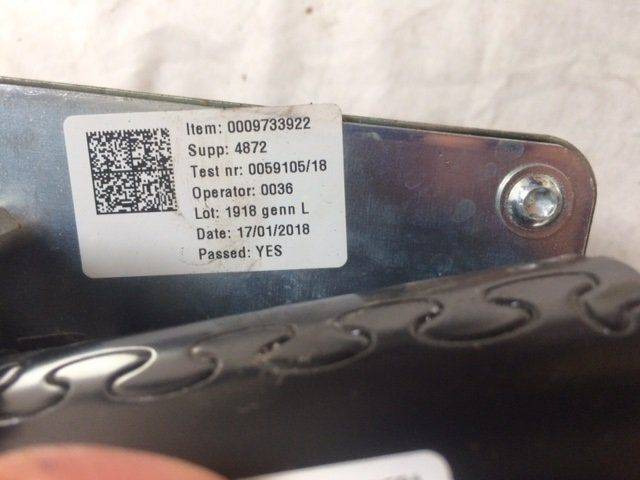 Item: 0009733922
Supp: 4872
Test nr: 0059105/18
Operator: 0036
Lot: 1918 genn L
Date: 17/01/2018
Passed: YES